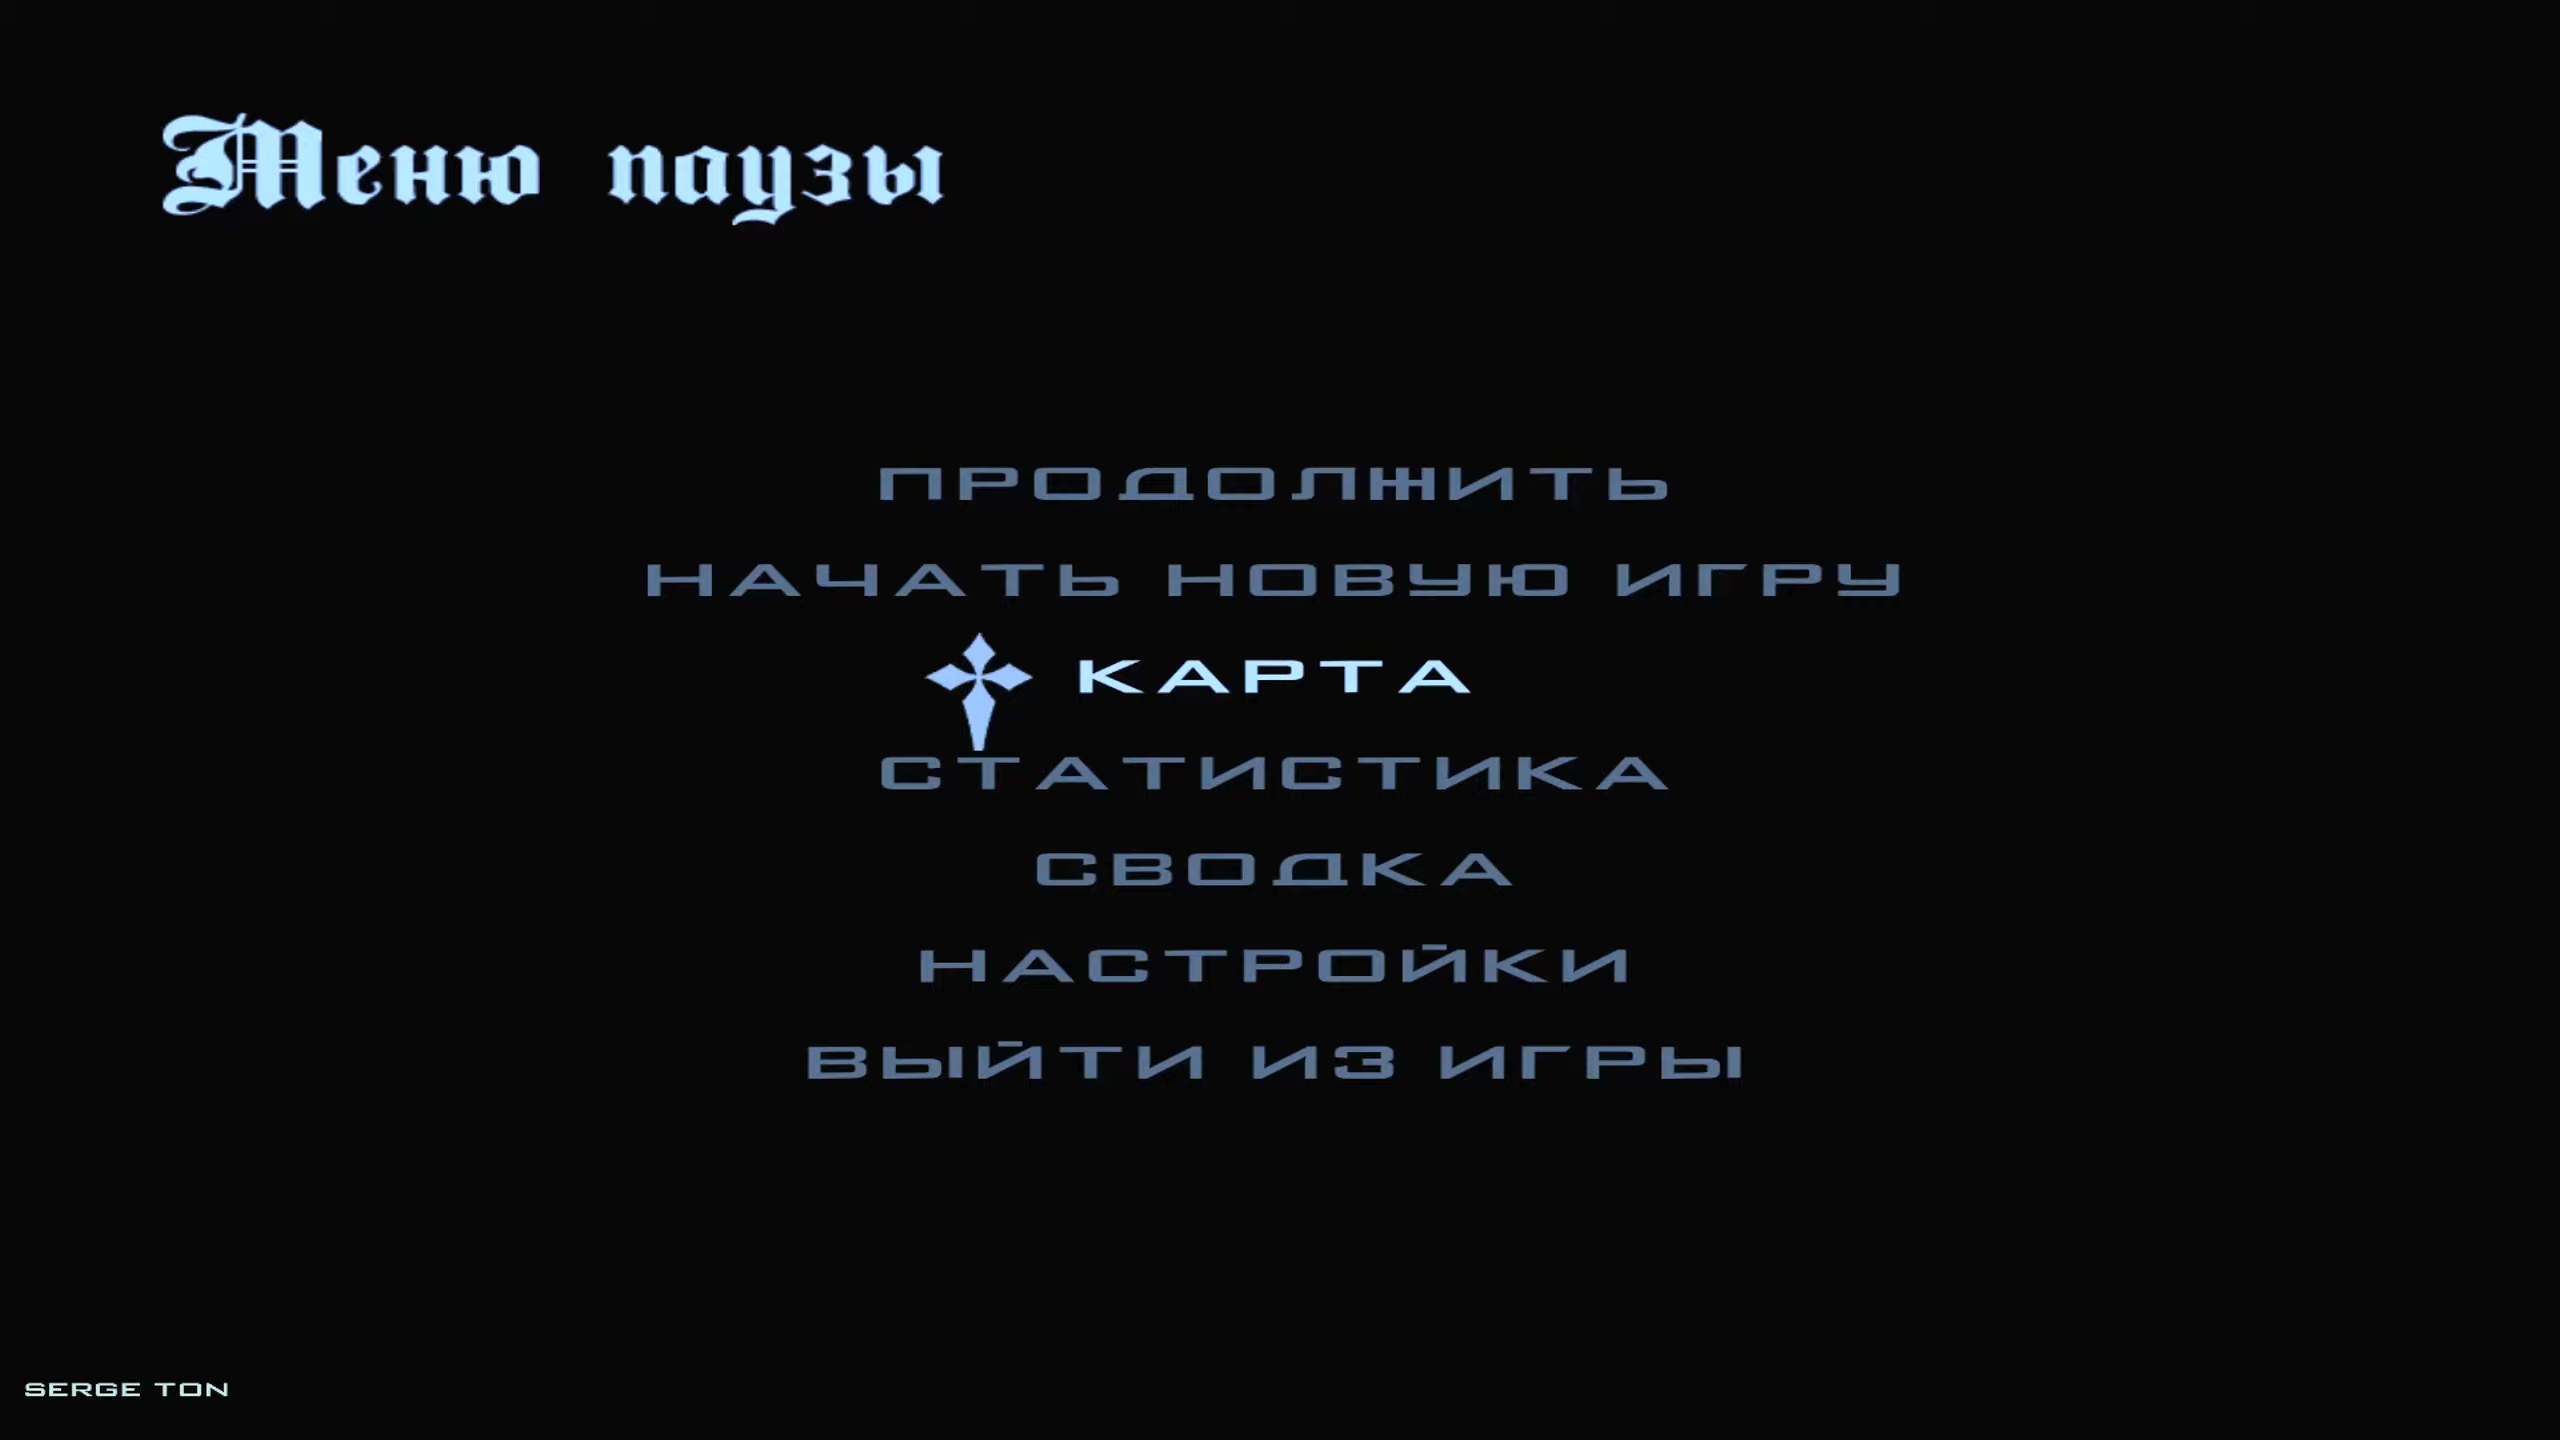 Меню паузы
ПРОДОЛЖИТЬ
НАЧАТЬ НОВУЮ ИГРУ
КАРТА
СТАТИСТИКА
СВОДКА
НАСТРОЙКИ
ВЫЙТИ ИЗ ИГРЫ
SERGE TON